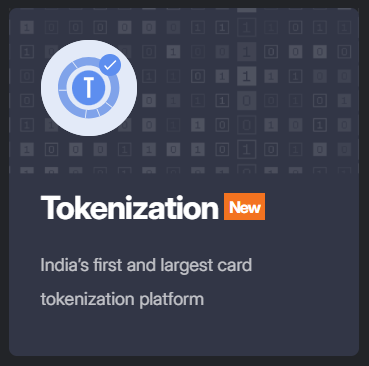 T
Tokenization New
India's first and largest card
tokenization platform